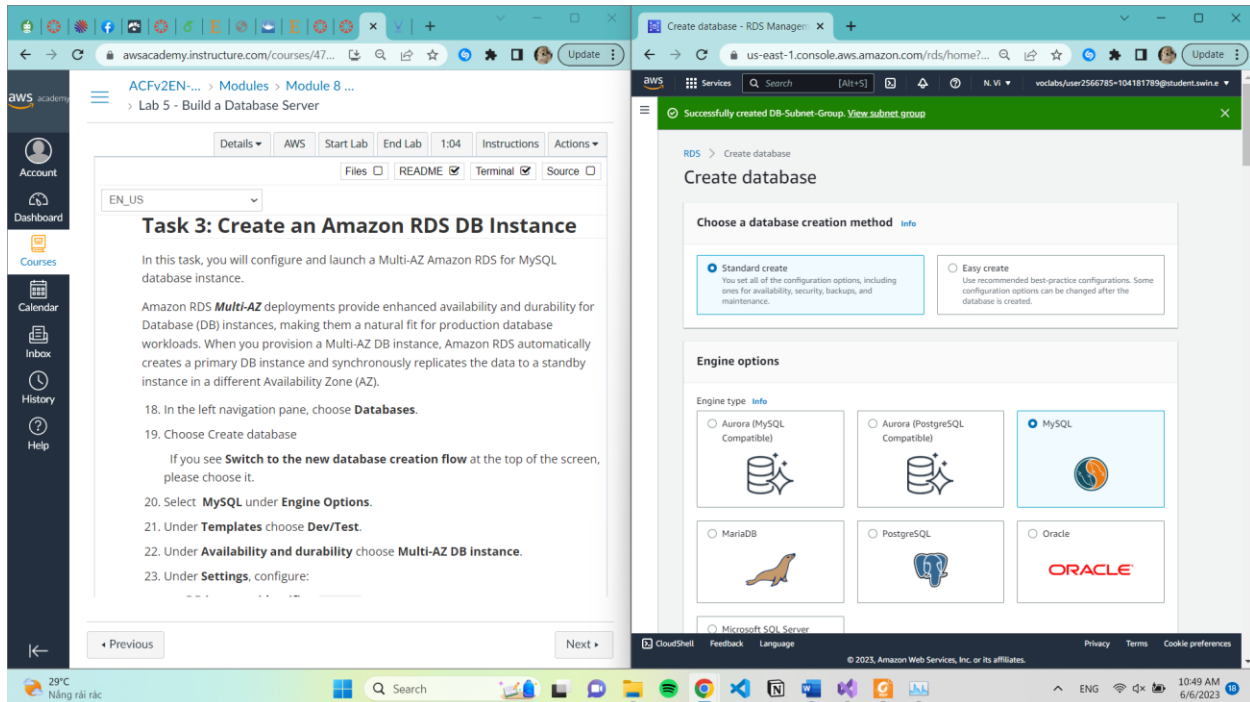 Update
awsacademy.instructure.com/courses/47...
aws academy
ACFv2EN-... > Modules > Module 8 ...
> Lab 5 - Build a Database Server
Account
Dashboard
Courses
Calendar
Inbox
History
Help
Details
AWS
Start Lab
End Lab
1:04
Instructions
Actions
Files
README
Terminal
Source
EN_US
Task 3: Create an Amazon RDS DB Instance
In this task, you will configure and launch a Multi-AZ Amazon RDS for MySQL
database instance.
Amazon RDS Multi-AZ deployments provide enhanced availability and durability for
Database (DB) instances, making them a natural fit for production database
workloads. When you provision a Multi-AZ DB instance, Amazon RDS automatically
creates a primary DB instance and synchronously replicates the data to a standby
instance in a different Availability Zone (AZ).
18. In the left navigation pane, choose Databases.
19. Choose Create database
If you see Switch to the new database creation flow at the top of the screen,
please choose it.
20. Select MySQL under Engine Options.
21. Under Templates choose Dev/Test.
22. Under Availability and durability choose Multi-AZ DB instance.
23. Under Settings, configure:
Previous
Next
Create database - RDS Managem
us-east-1.console.aws.amazon.com/rds/home?...
Update
aws
Services
Search
[Alt+S]
N. Vi
voclabs/user2566785=104181789@student.swin.e
Successfully created DB-Subnet-Group. View subnet group
RDS > Create database
Create database
Choose a database creation method Info
Standard create
You set all of the configuration options, including
ones for availability, security, backups, and
maintenance.
Easy create
Use recommended best-practice configurations. Some
configuration options can be changed after the
database is created.
Engine options
Engine type Info
Aurora (MySQL
Compatible)
Aurora (PostgreSQL
Compatible)
MySQL
MariaDB
PostgreSQL
Oracle
ORACLE
Microsoft SQL Server
CloudShell
Feedback
Language
Privacy
Terms
Cookie preferences
© 2023, Amazon Web Services, Inc. or its affiliates.
29°C
Nắng rải rác
Search
ENG
10:49 AM
6/6/2023
18